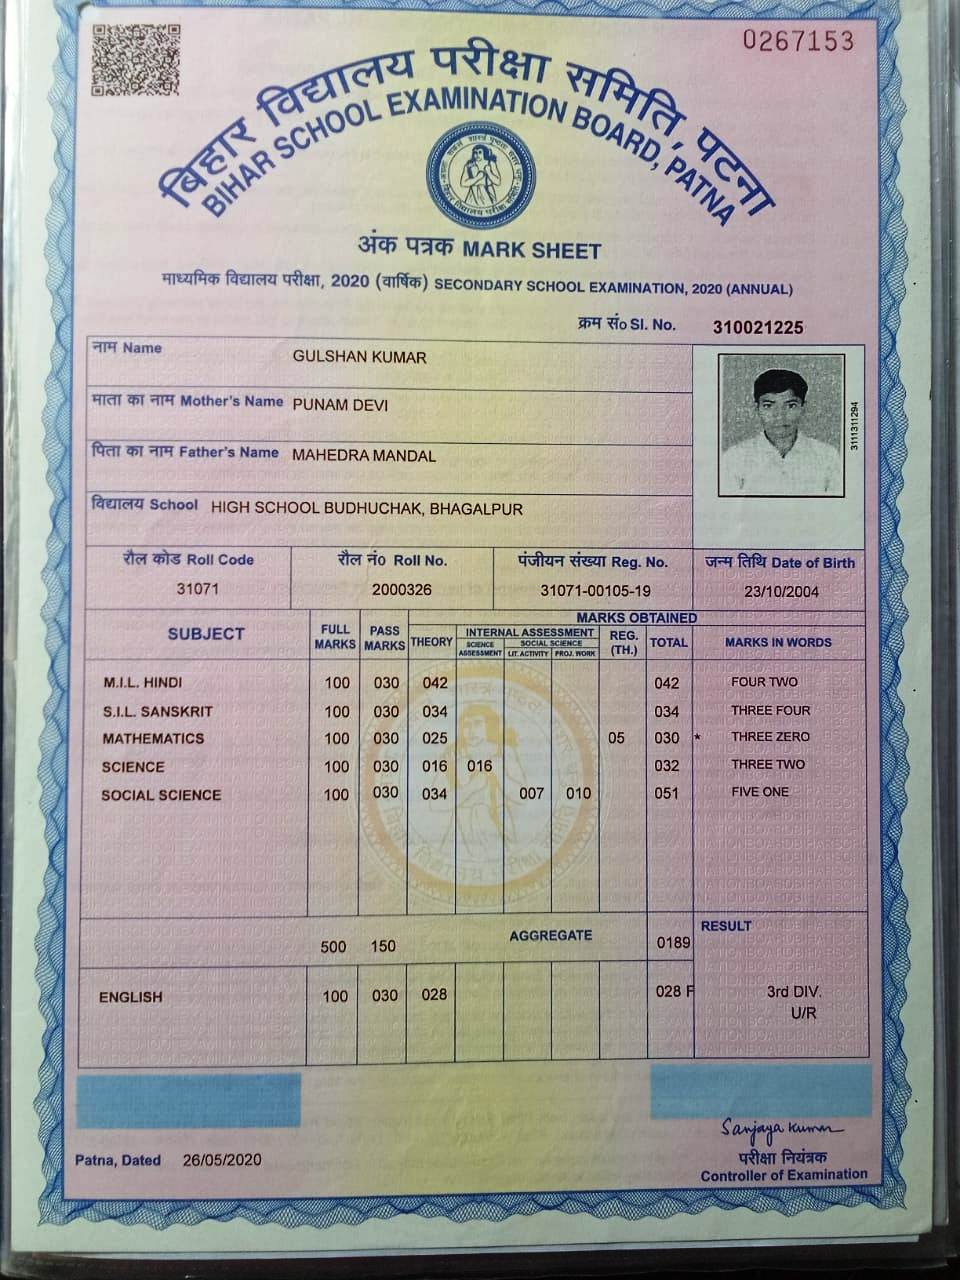 0267153
बिहार विद्यालय परीक्षा समिति, पटना
BIHAR SCHOOL EXAMINATION BOARD, PATNA
अंक पत्रक MARK SHEET
माध्यमिक विद्यालय परीक्षा, 2020 (वार्षिक) SECONDARY SCHOOL EXAMINATION, 2020 (ANNUAL)
क्रम सं० Sl. No. 310021225
नाम Name GULSHAN KUMAR
माता का नाम Mother's Name PUNAM DEVI
पिता का नाम Father's Name MAHEDRA MANDAL
3111311294
विद्यालय School HIGH SCHOOL BUDHUCHAK, BHAGALPUR
रौल कोड Roll Code रौल नं० Roll No. पंजीयन संख्या Reg. No. जन्म तिथि Date of Birth
31071 2000326 31071-00105-19 23/10/2004
SUBJECT FULL MARKS PASS MARKS MARKS OBTAINED
THEORY INTERNAL ASSESSMENT REG. (TH.) TOTAL MARKS IN WORDS
SCIENCE ASSESSMENT SOCIAL SCIENCE
LIT. ACTIVITY PROJ. WORK
M.I.L. HINDI 100 030 042 042 FOUR TWO
S.I.L. SANSKRIT 100 030 034 034 THREE FOUR
MATHEMATICS 100 030 025 05 030 * THREE ZERO
SCIENCE 100 030 016 016 032 THREE TWO
SOCIAL SCIENCE 100 030 034 007 010 051 FIVE ONE
500 150 AGGREGATE 0189 RESULT
ENGLISH 100 030 028 028 F 3rd DIV.
U/R
Sanjaya Kumar
Patna, Dated 26/05/2020
परीक्षा नियंत्रक
Controller of Examination